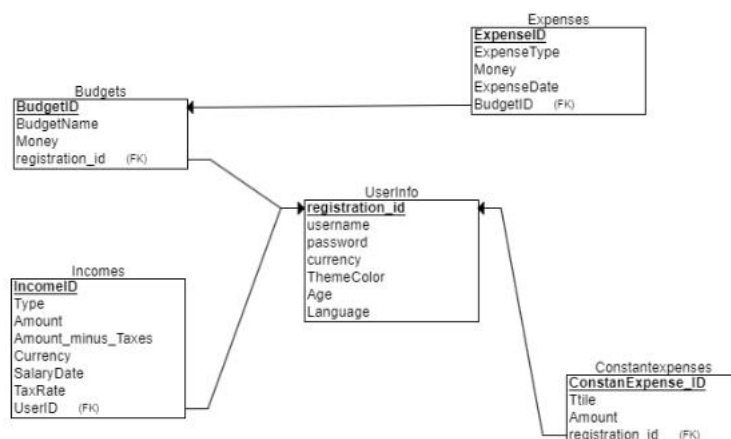 Expenses
ExpenseID
ExpenseType
Money
ExpenseDate
BudgetID (FK)
Budgets
BudgetID
BudgetName
Money
registration_id (FK)
UserInfo
registration_id
username
password
currency
ThemeColor
Age
Language
Incomes
IncomeID
Type
Amount
Amount_minus_Taxes
Currency
SalaryDate
TaxRate
UserID (FK)
Constantexpenses
ConstanExpense_ID
Ttile
Amount
registration_id (FK)